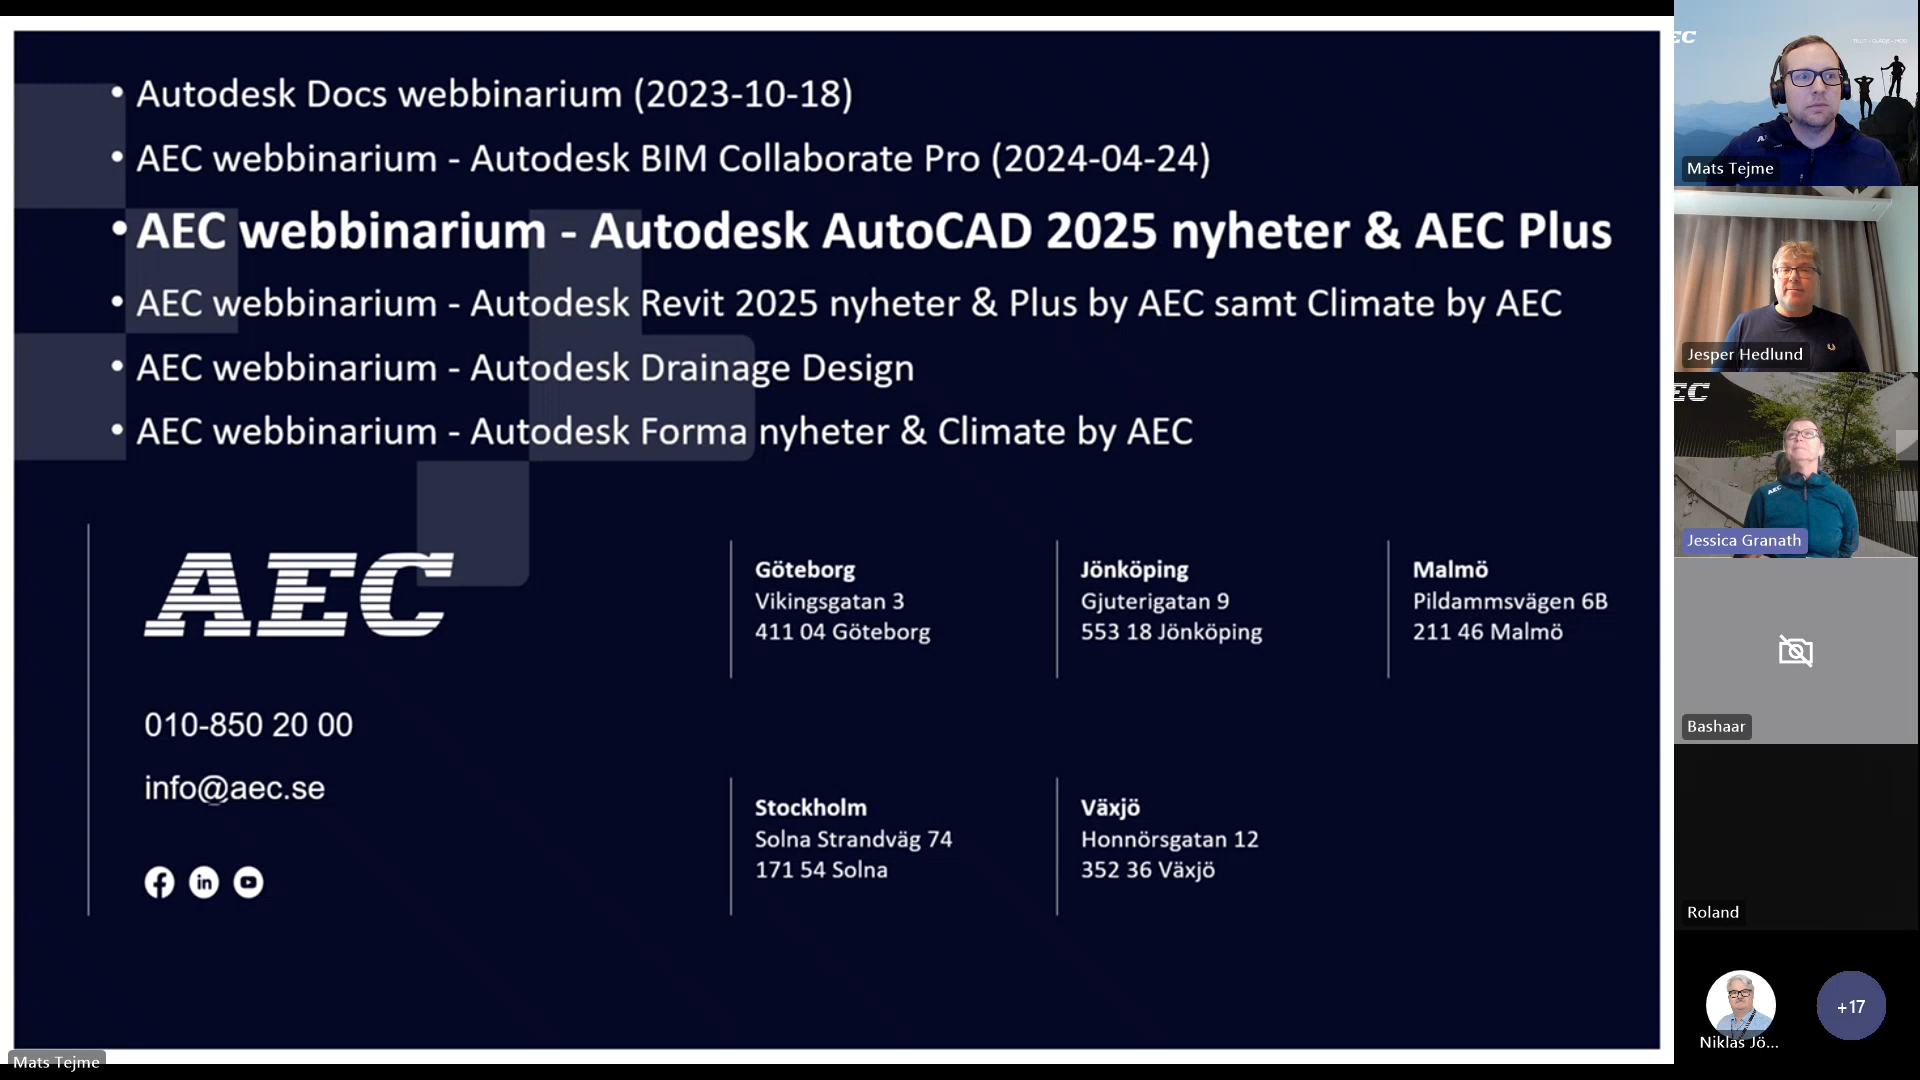 • Autodesk Docs webbinarium (2023-10-18)
• AEC webbinarium - Autodesk BIM Collaborate Pro (2024-04-24)
• AEC webbinarium - Autodesk AutoCAD 2025 nyheter & AEC Plus
• AEC webbinarium - Autodesk Revit 2025 nyheter & Plus by AEC samt Climate by AEC
• AEC webbinarium - Autodesk Drainage Design
• AEC webbinarium - Autodesk Forma nyheter & Climate by AEC
AEC
010-850 20 00
info@aec.se
Göteborg
Vikingsgatan 3
411 04 Göteborg
Jönköping
Gjuterigatan 9
553 18 Jönköping
Malmö
Pildammsvägen 6B
211 46 Malmö
Stockholm
Solna Strandväg 74
171 54 Solna
Växjö
Honnörsgatan 12
352 36 Växjö
Mats Tejme
EC
Mats Tejme
Jesper Hedlund
EC
AEC
Jessica Granath
Bashaar
Roland
Niklas Jö...
+17